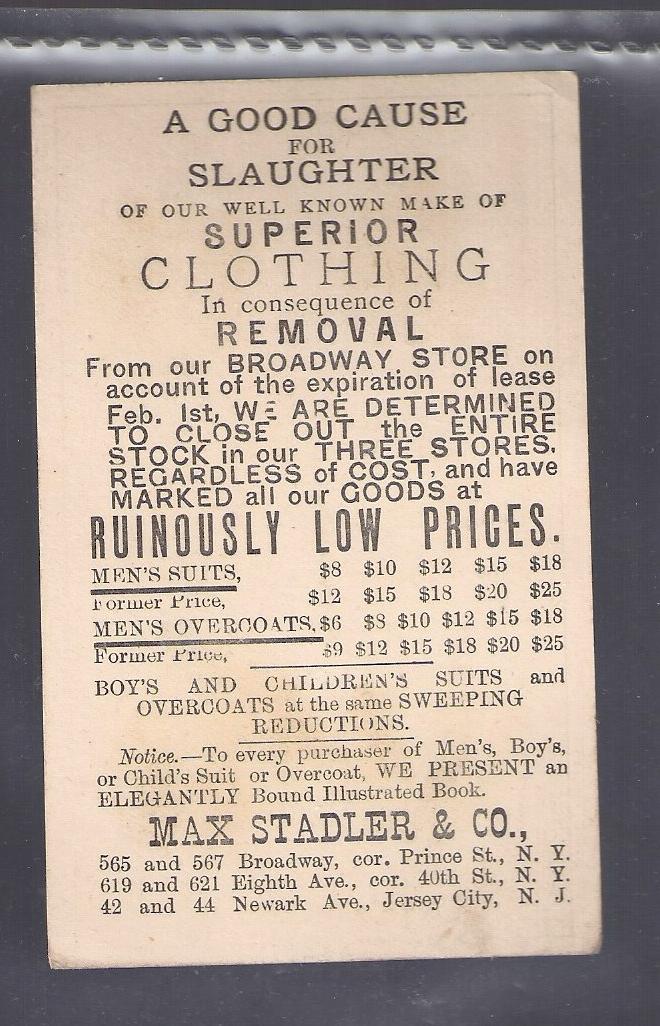 A GOOD CAUSE
FOR
SLAUGHTER
OF OUR WELL KNOWN MAKE OF
SUPERIOR
CLOTHING
In consequence of
REMOVAL
From our BROADWAY STORE on
account of the expiration of lease
Feb. 1st, WE ARE DETERMINED
TO CLOSE OUT the ENTIRE
STOCK in our THREE STORES,
REGARDLESS of COST, and have
MARKED all our GOODS at
RUINOUSLY LOW PRICES.
MEN'S SUITS, $8 $10 $12 $15 $18
Former Price, $12 $15 $18 $20 $25
MEN'S OVERCOATS, $6 $8 $10 $12 $15 $18
Former Price, $9 $12 $15 $18 $20 $25
BOY'S AND CHILDREN'S SUITS and
OVERCOATS at the same SWEEPING
REDUCTIONS.
Notice.—To every purchaser of Men's, Boy's,
or Child's Suit or Overcoat, WE PRESENT an
ELEGANTLY Bound Illustrated Book.
MAX STADLER & CO.,
565 and 567 Broadway, cor. Prince St., N. Y.
619 and 621 Eighth Ave., cor. 40th St., N. Y.
42 and 44 Newark Ave., Jersey City, N. J.